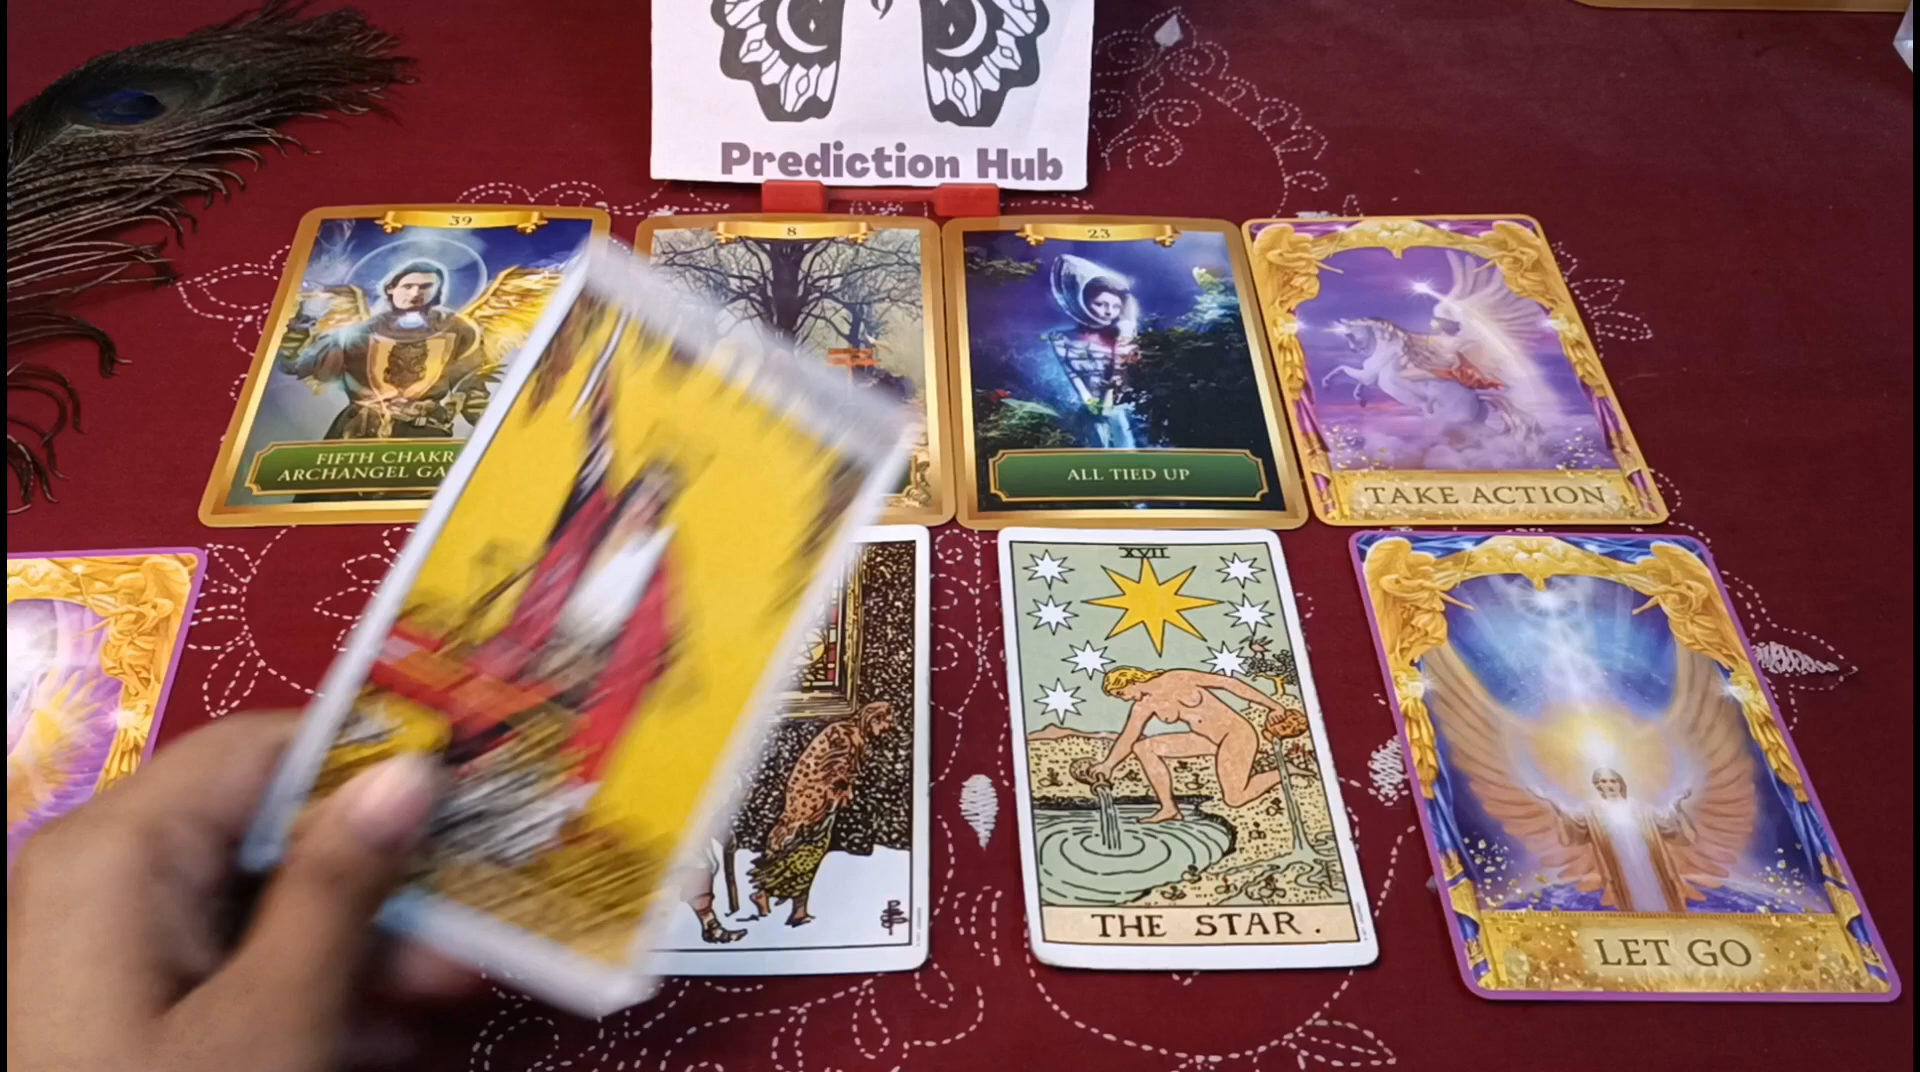 Prediction Hub
39
8
23
FIFTH CHAKR
ARCHANGEL GA
ALL TIED UP
TAKE ACTION
XVII
THE STAR.
LET GO